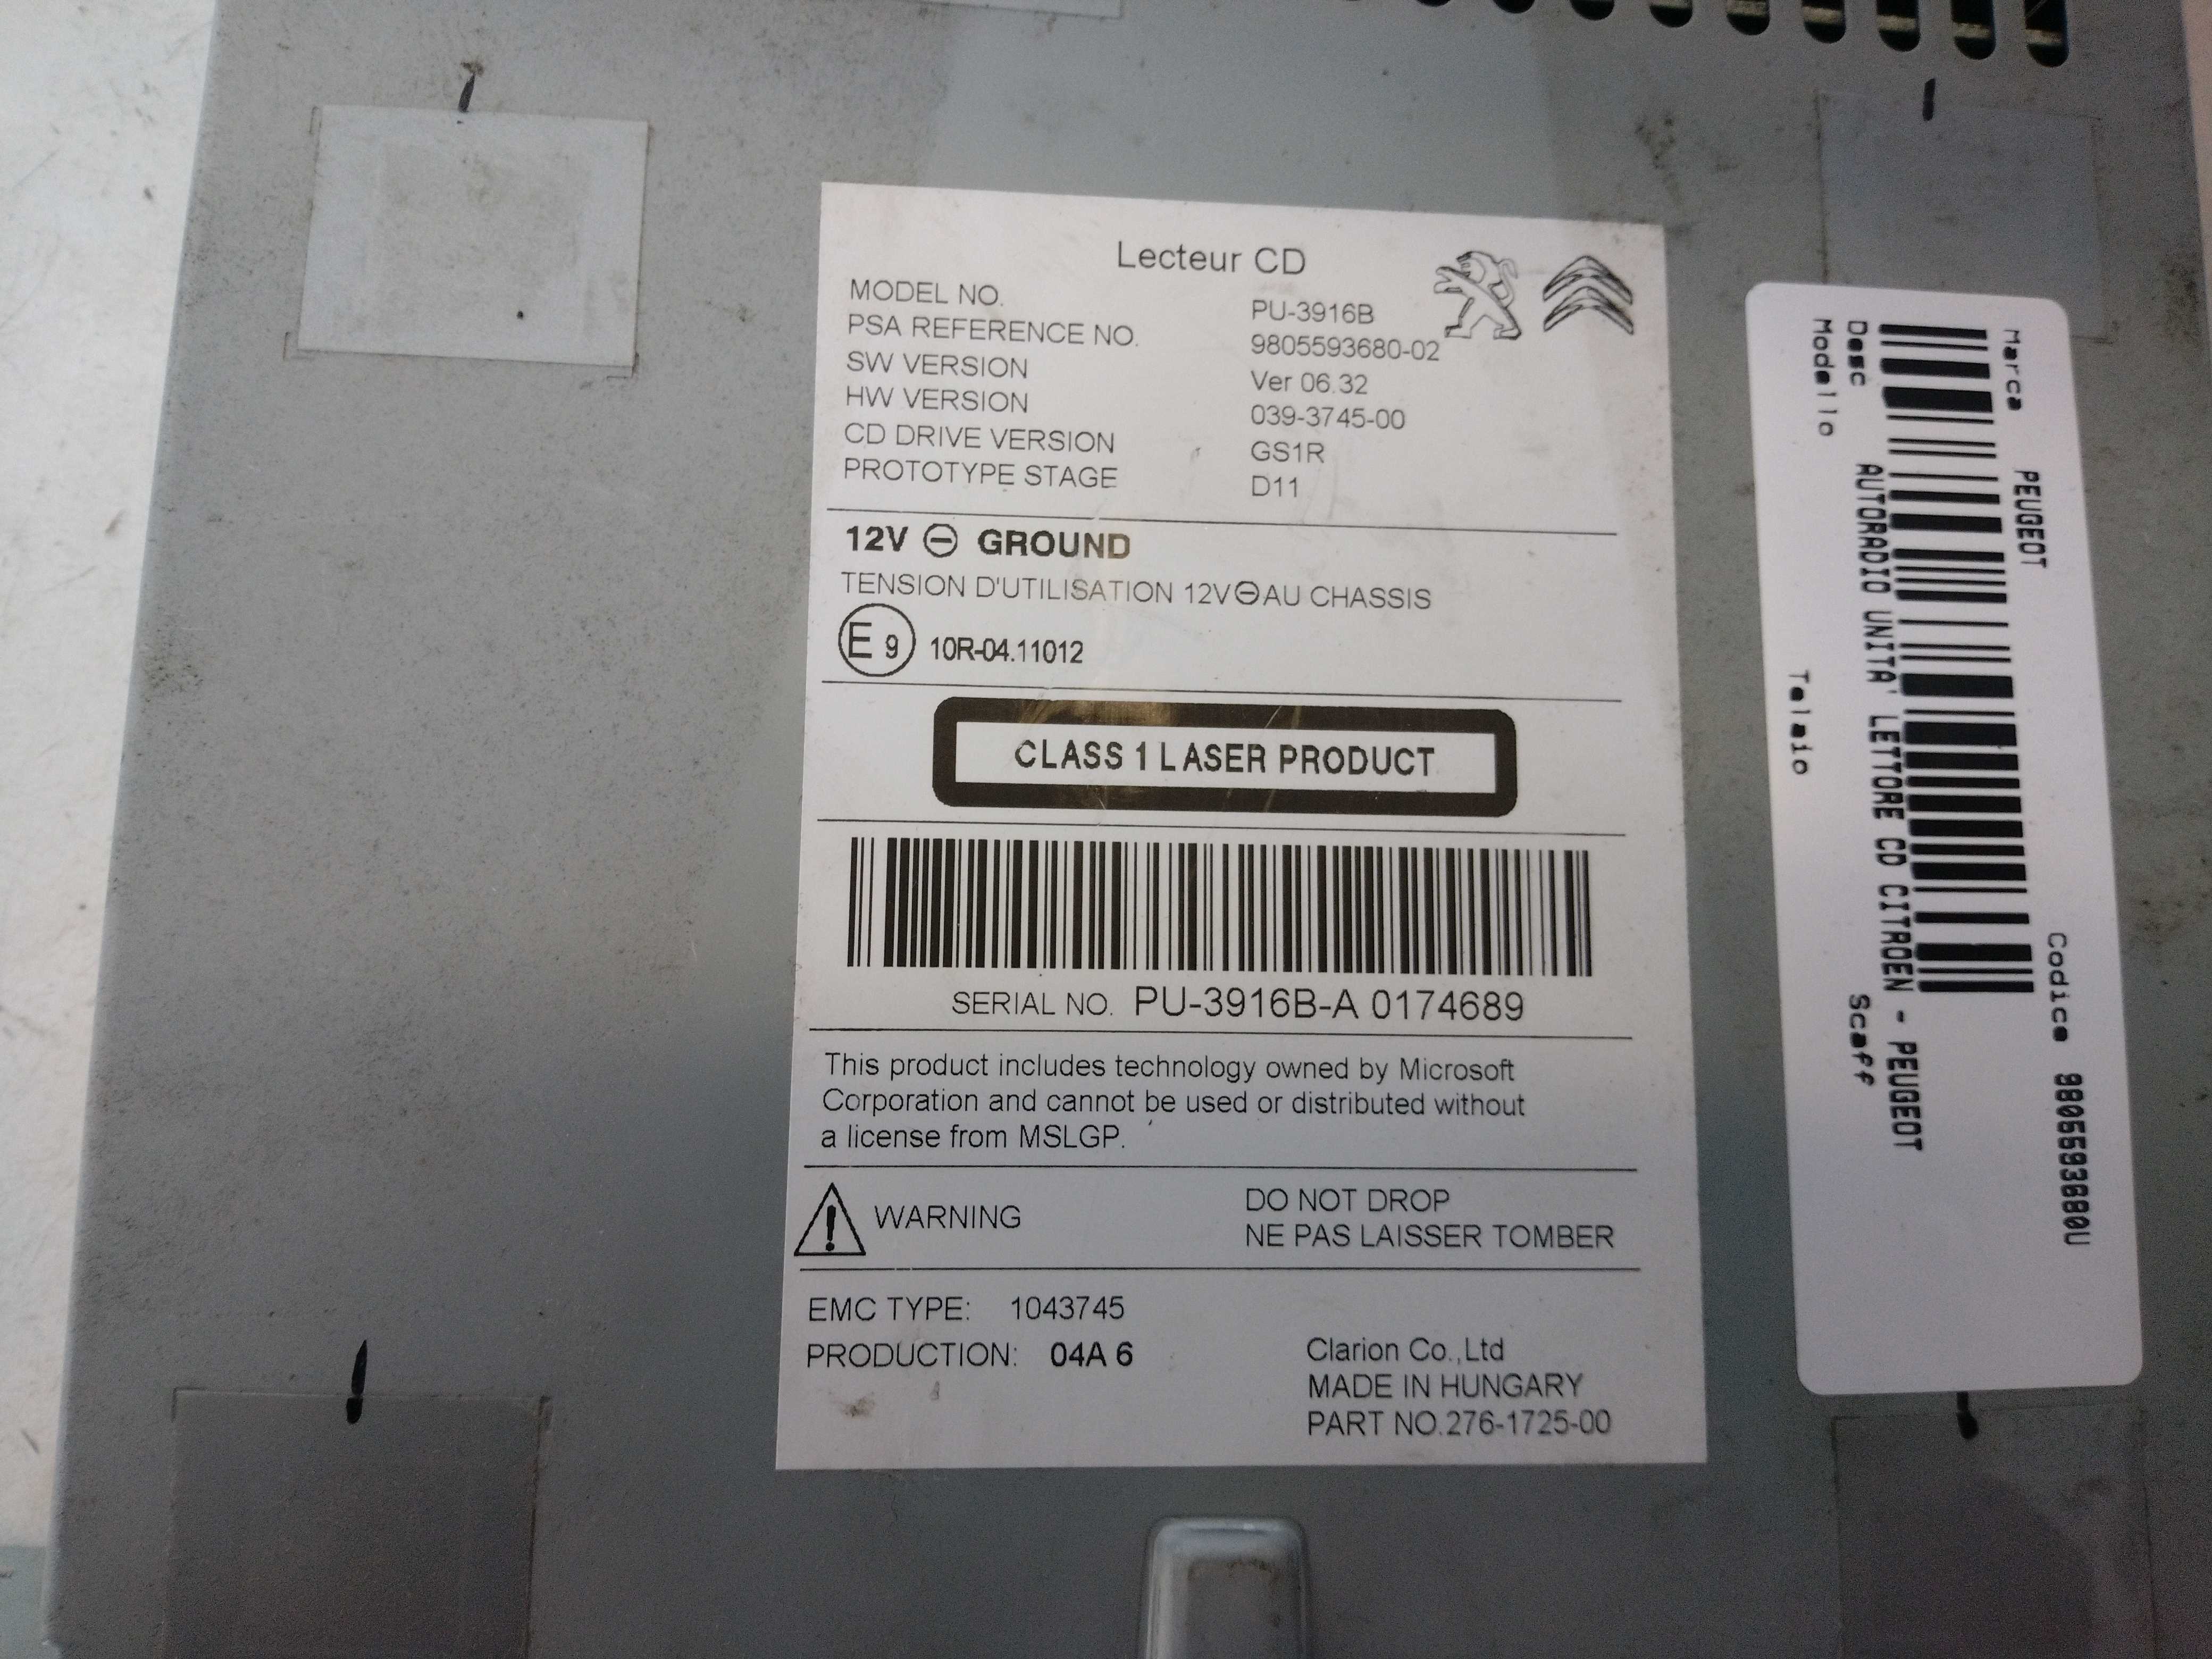 Lecteur CD
MODEL NO. PU-3916B
PSA REFERENCE NO. 9805593680-02
SW VERSION Ver 06.32
HW VERSION 039-3745-00
CD DRIVE VERSION GS1R
PROTOTYPE STAGE D11
12V ⊖ GROUND
TENSION D'UTILISATION 12V⊖AU CHASSIS
E 9 10R-04.11012
CLASS 1 LASER PRODUCT
SERIAL NO. PU-3916B-A 0174689
This product includes technology owned by Microsoft
Corporation and cannot be used or distributed without
a license from MSLGP.
WARNING
DO NOT DROP
NE PAS LAISSER TOMBER
EMC TYPE: 1043745
PRODUCTION: 04A 6
Clarion Co.,Ltd
MADE IN HUNGARY
PART NO.276-1725-00
Marca PEUGEOT Codice 9805593680U
Desc AUTORADIO UNITA' LETTORE CD CITROEN - PEUGEOT
Modello Scaff
Telaio